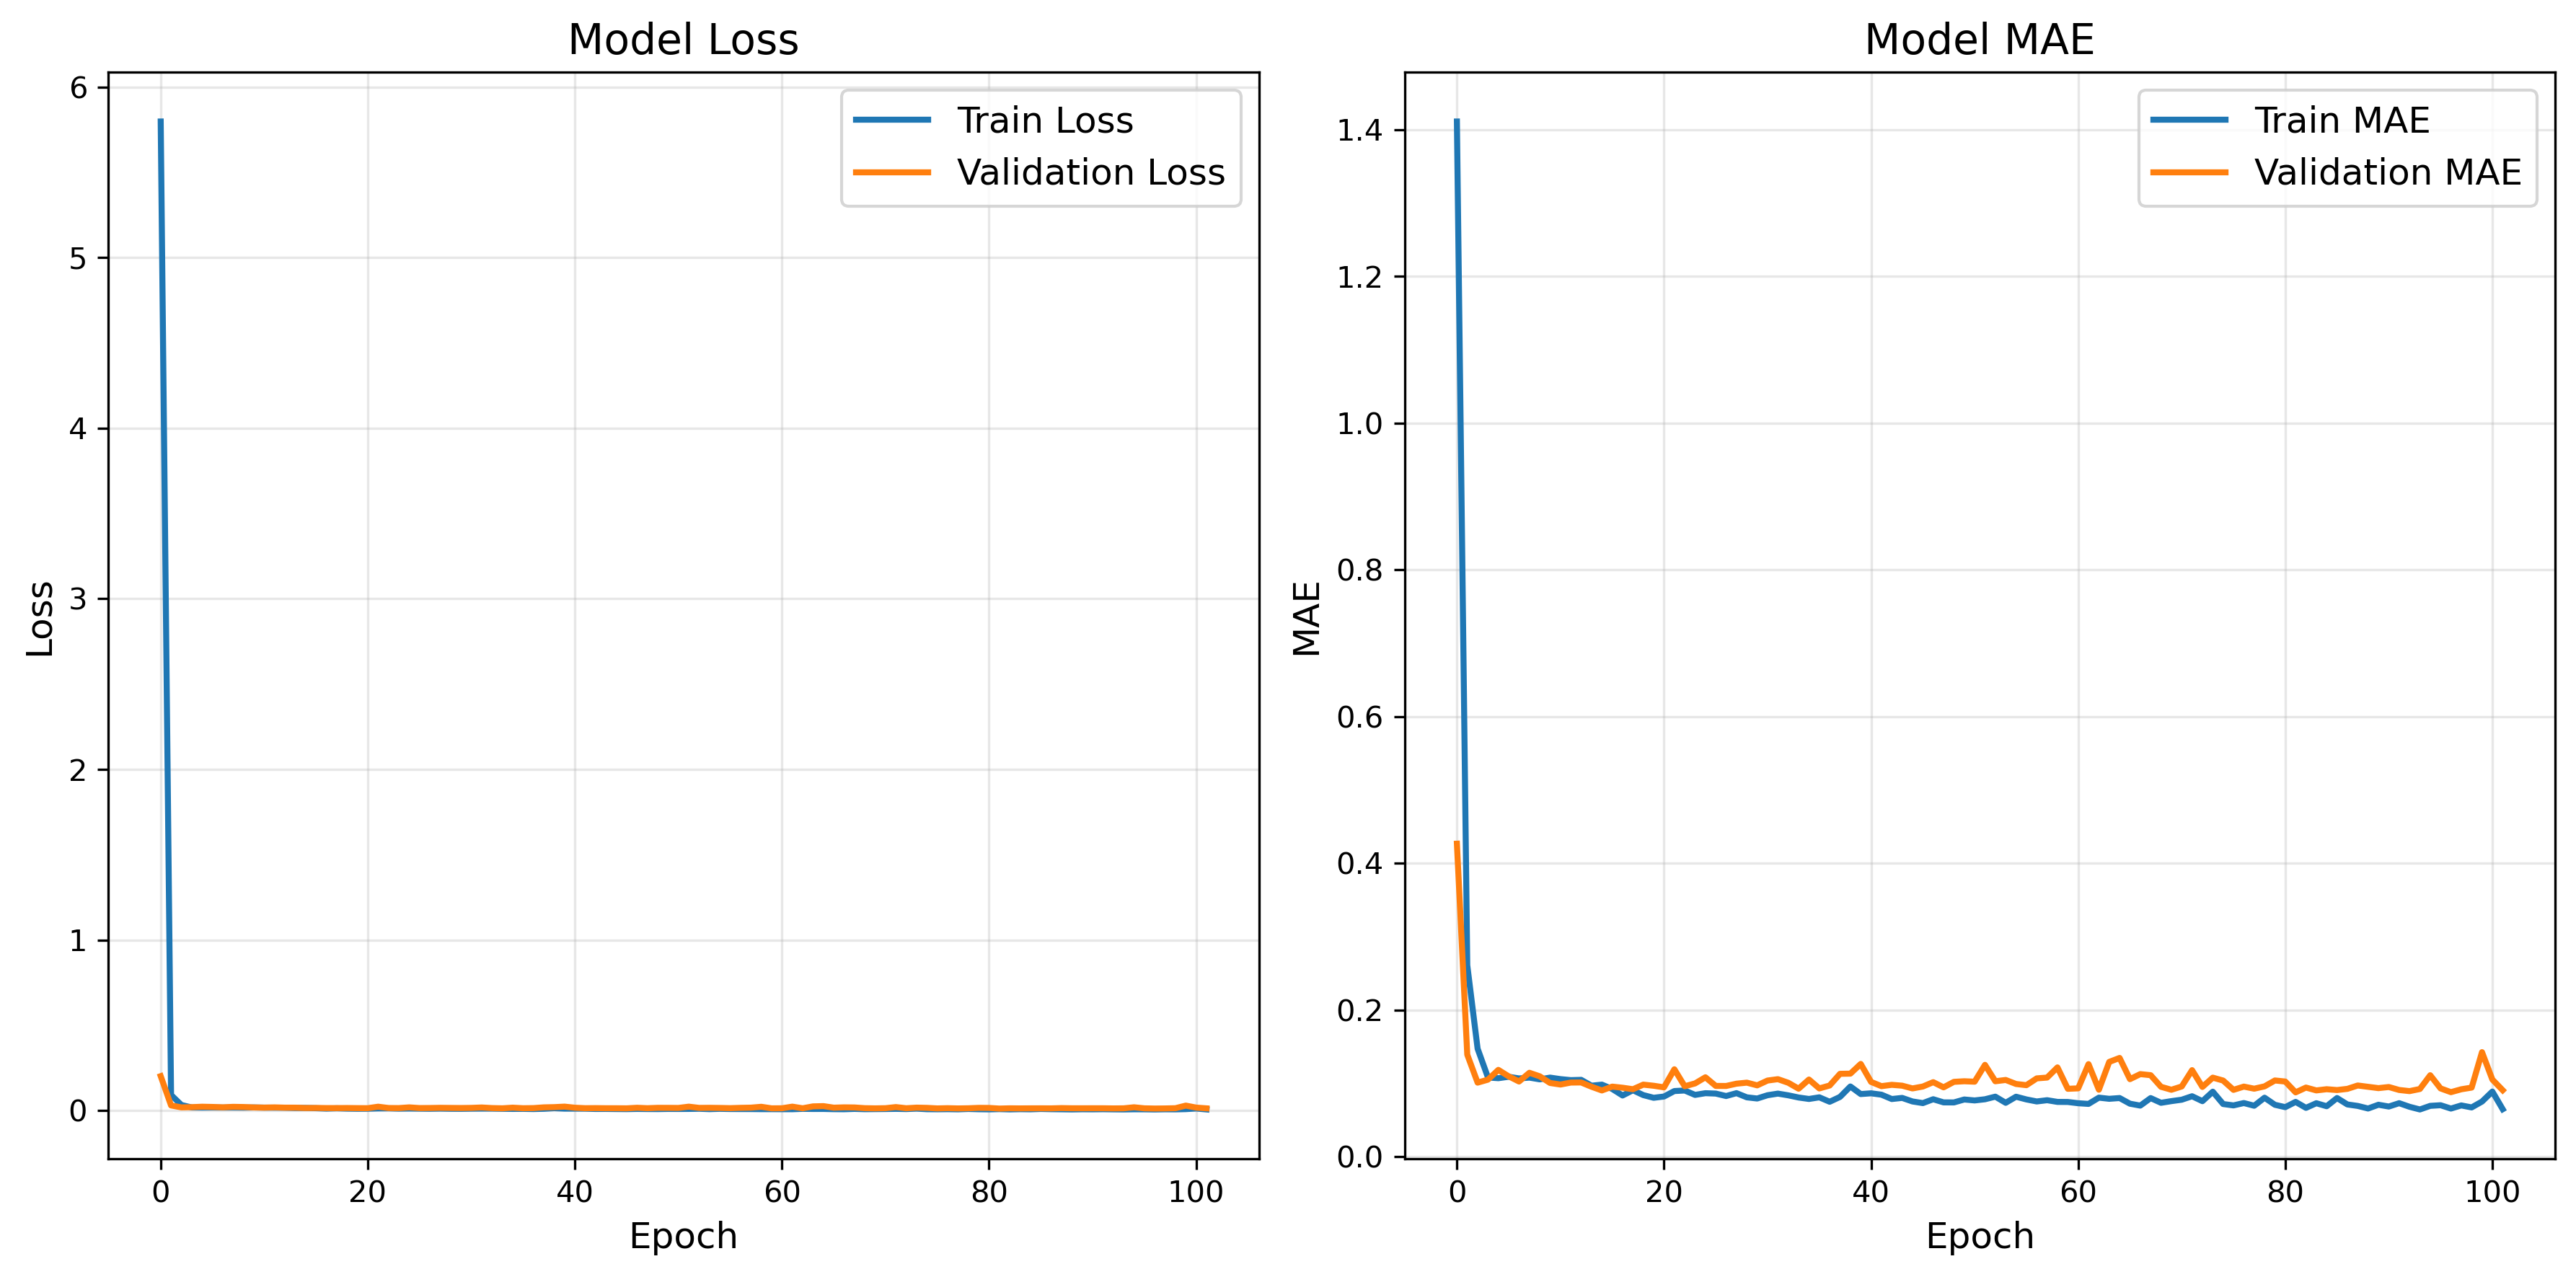 Model Loss
6
5
4
3
2
1
0
Loss
Train Loss
Validation Loss
0 20 40 60 80 100
Epoch
Model MAE
1.4
1.2
1.0
0.8
0.6
0.4
0.2
0.0
MAE
Train MAE
Validation MAE
0 20 40 60 80 100
Epoch